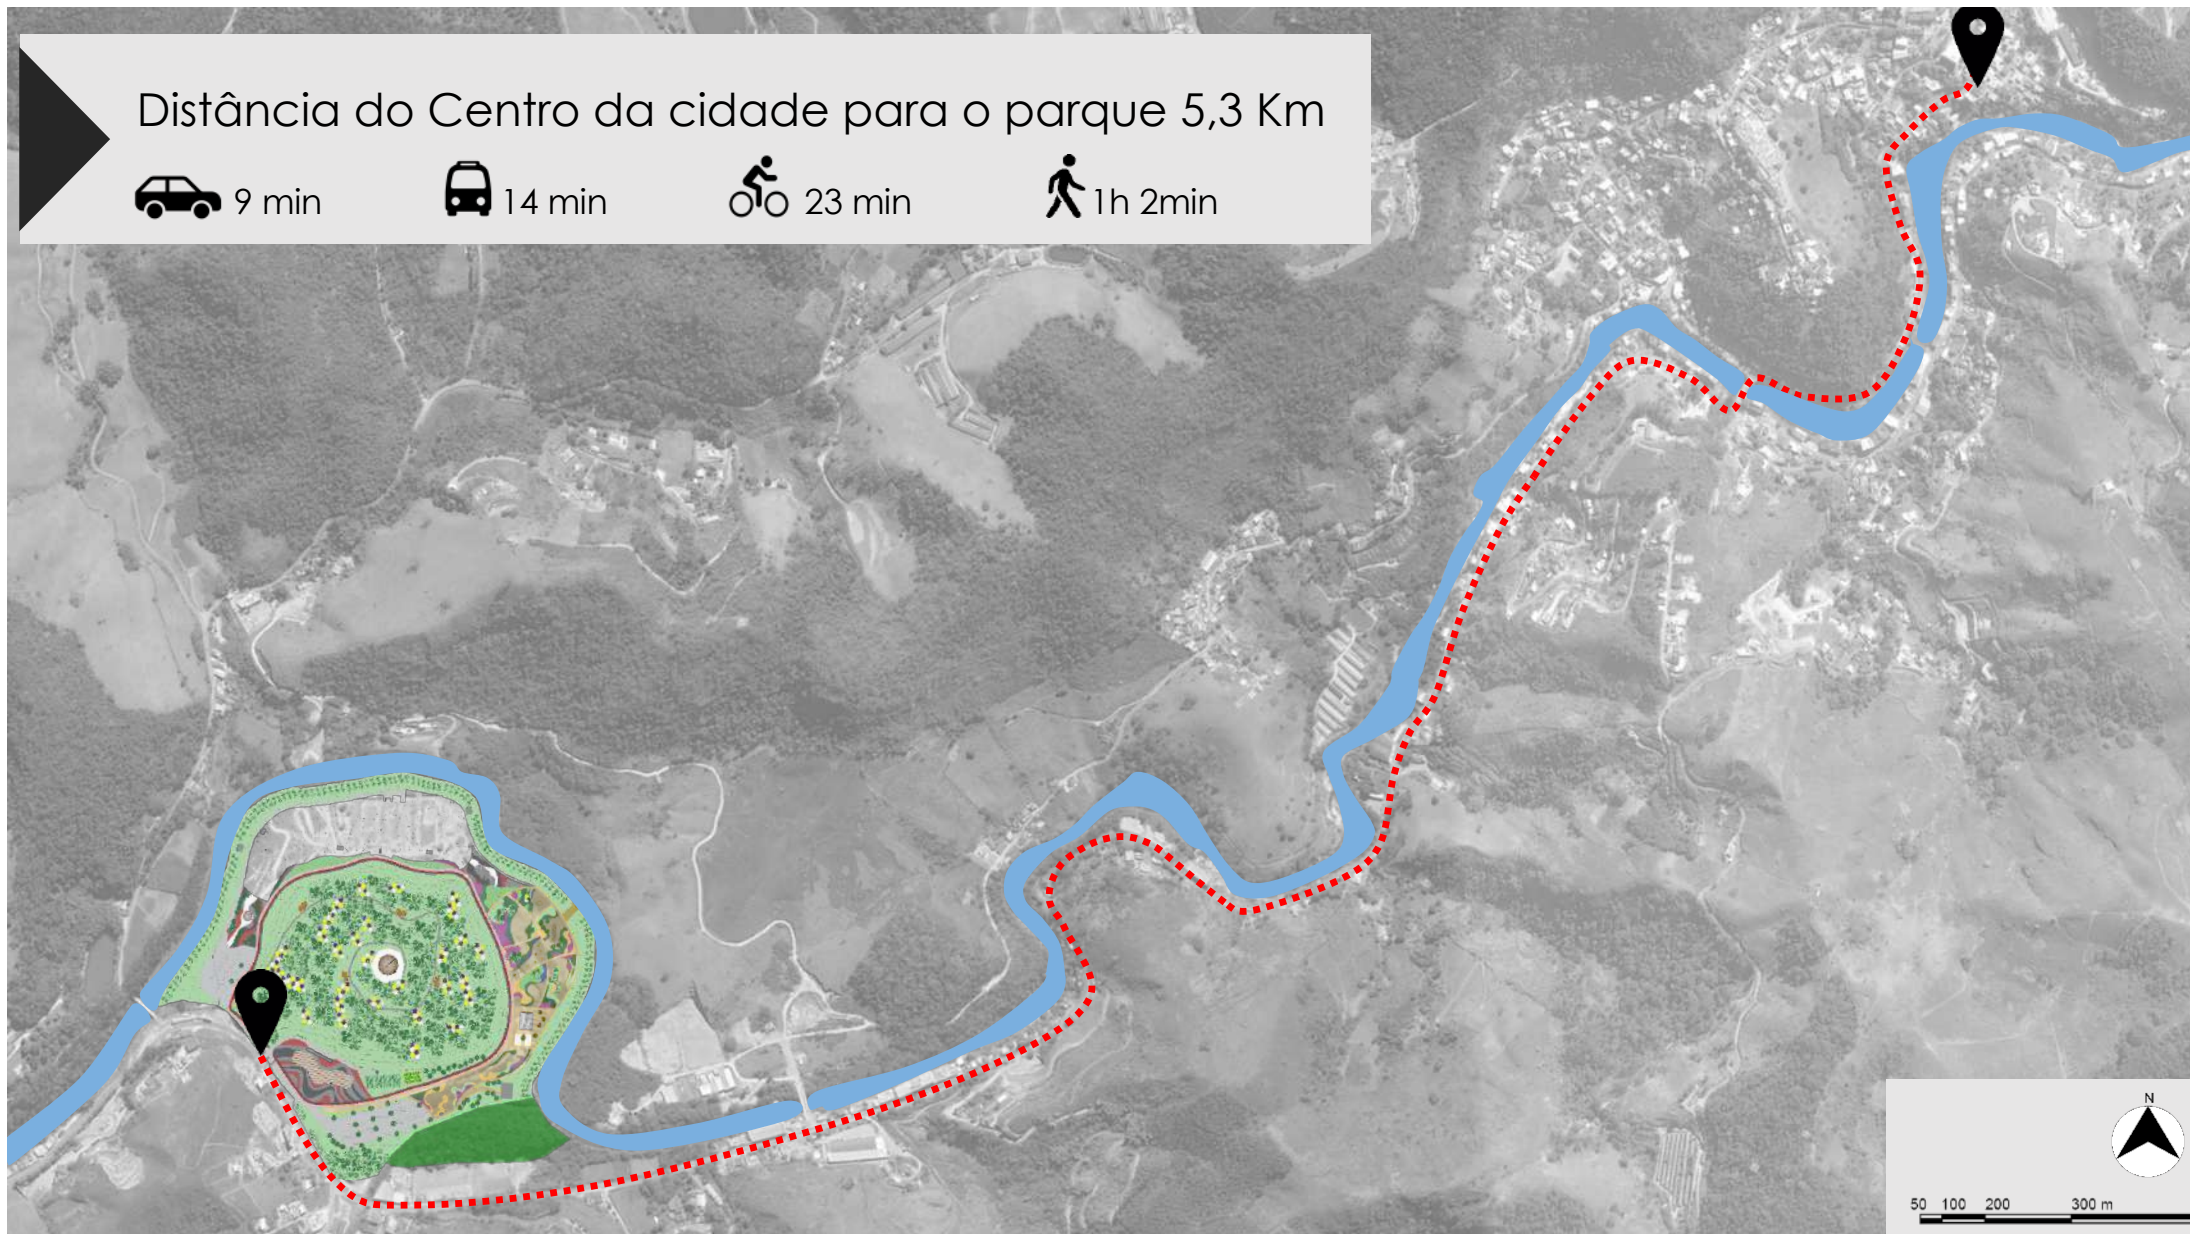 Distância do Centro da cidade para o parque 5,3 Km
9 min 14 min 23 min 1h 2min
N
50 100 200 300 m